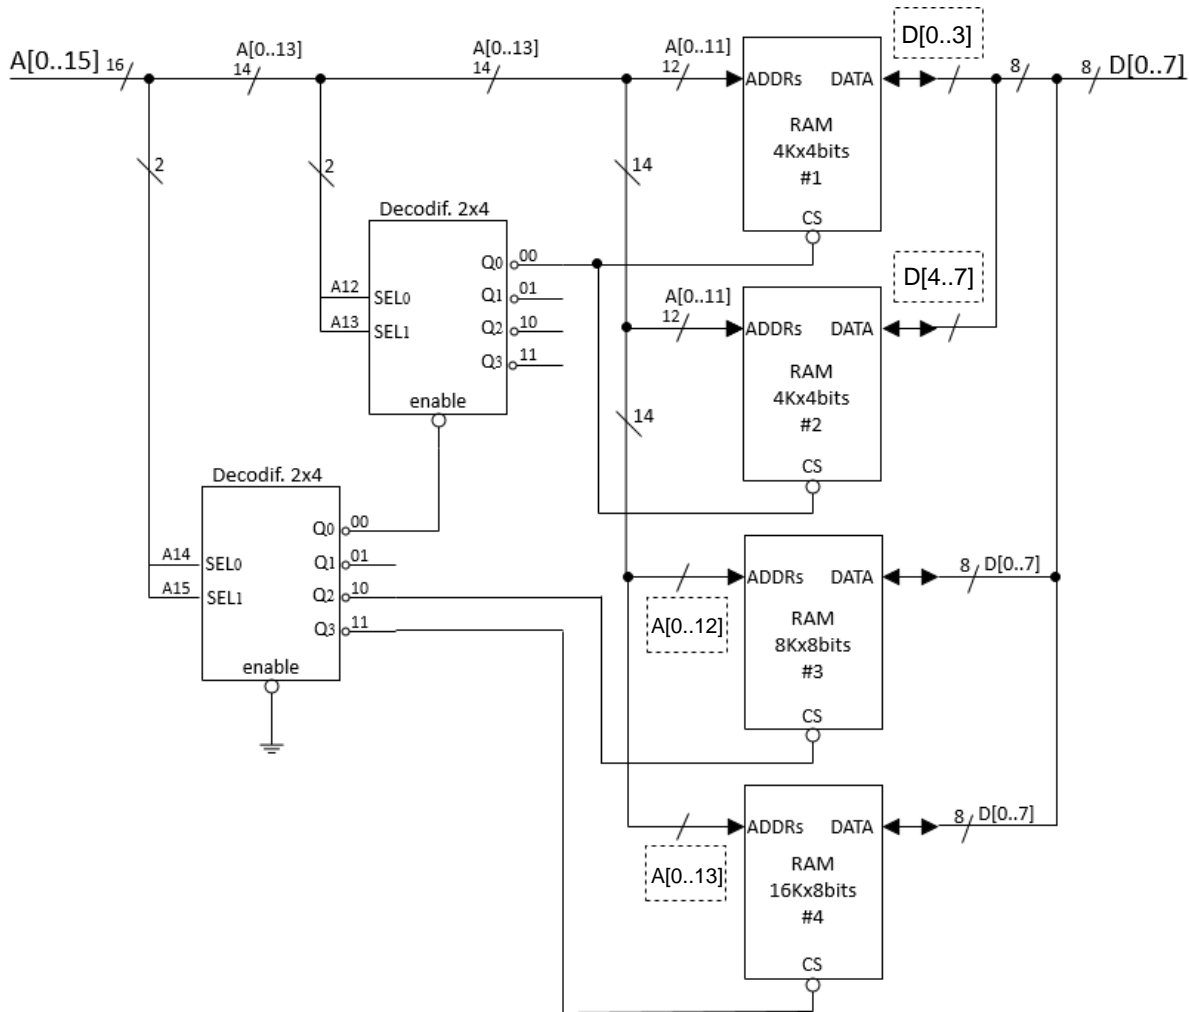 A[0..15]
16
A[0..13]
14
A[0..13]
14
A[0..11]
12
D[0..3]
8
8
D[0..7]
ADDRs
DATA
RAM
4Kx4bits
#1
CS
2
2
14
Decodif. 2x4
Q0
00
Q1
01
Q2
10
Q3
11
A12
SEL0
A13
SEL1
enable
A[0..11]
12
D[4..7]
ADDRs
DATA
RAM
4Kx4bits
#2
CS
14
Decodif. 2x4
Q0
00
Q1
01
Q2
10
Q3
11
A14
SEL0
A15
SEL1
enable
ADDRs
DATA
8
D[0..7]
A[0..12]
RAM
8Kx8bits
#3
CS
ADDRs
DATA
8
D[0..7]
A[0..13]
RAM
16Kx8bits
#4
CS